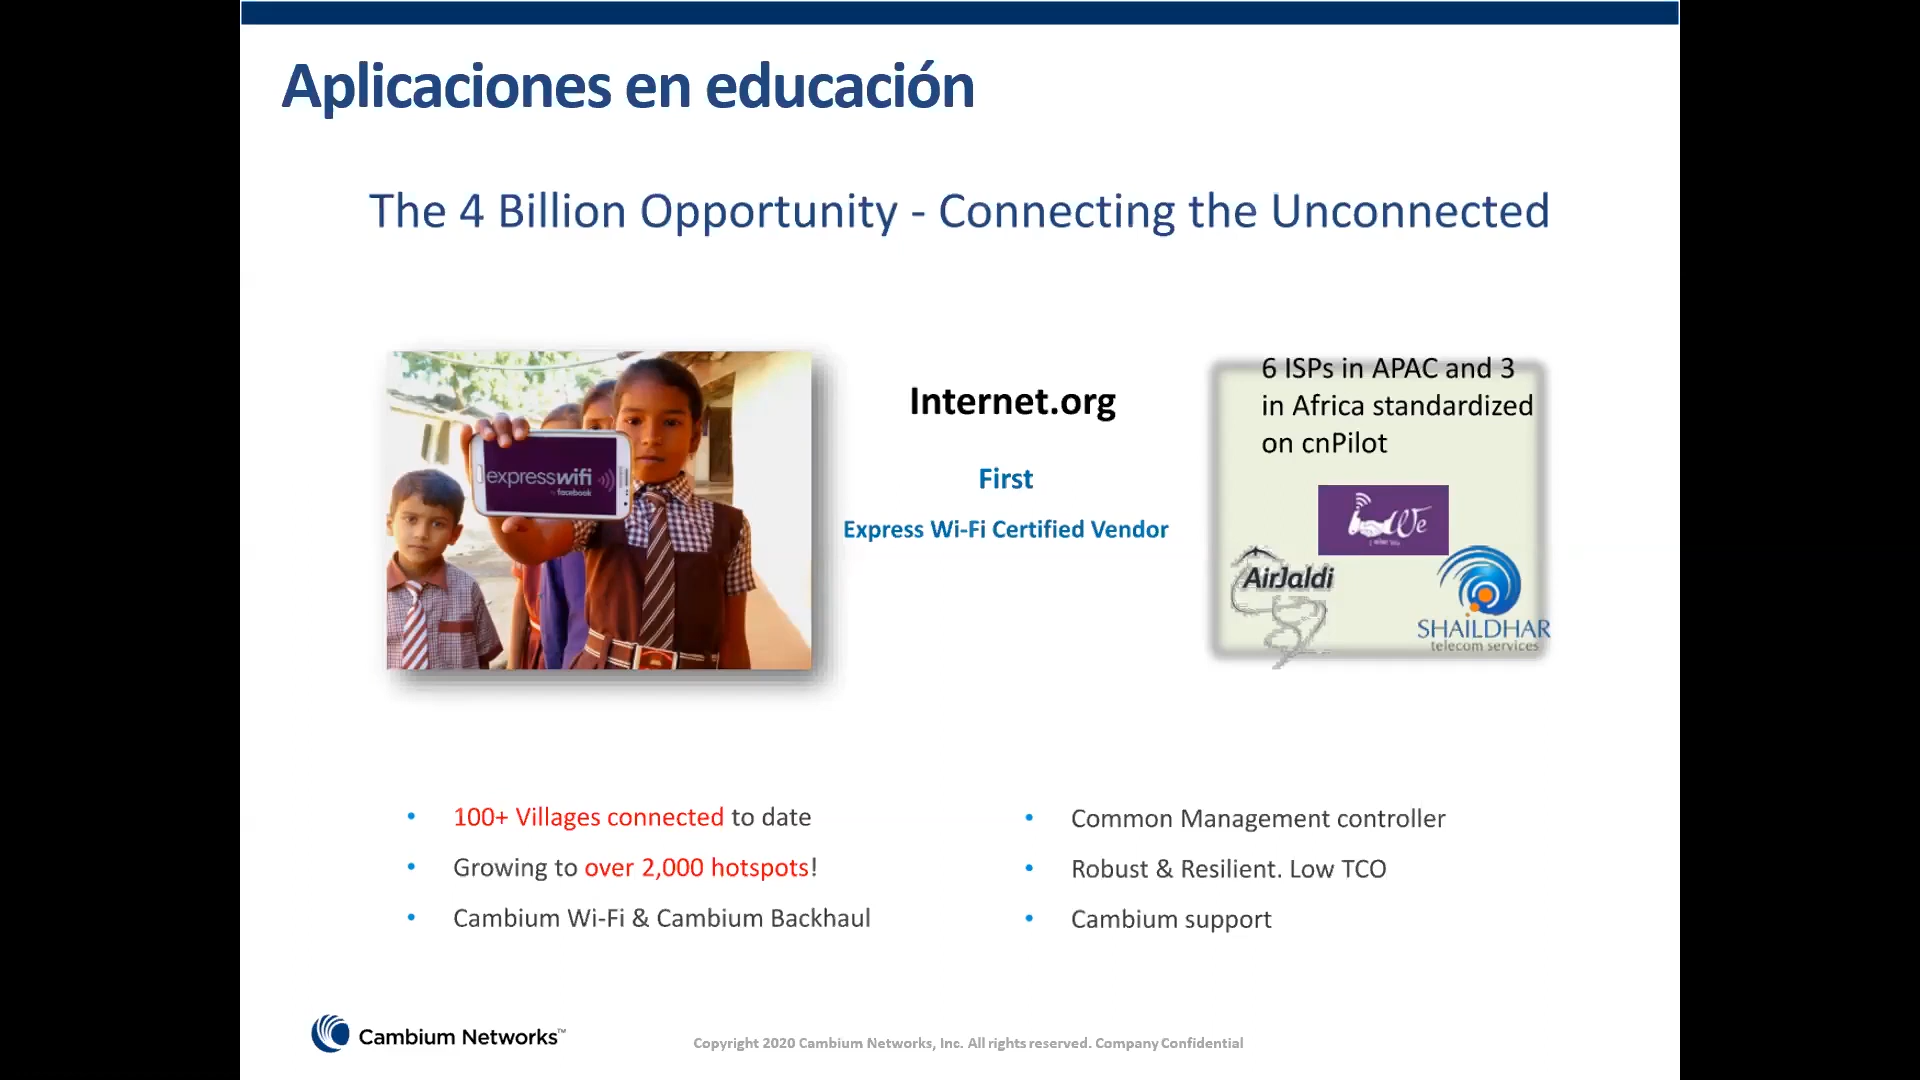 Aplicaciones en educación
The 4 Billion Opportunity - Connecting the Unconnected
expresswifi
by facebook
Internet.org
First
Express Wi-Fi Certified Vendor
6 ISPs in APAC and 3
in Africa standardized
on cnPilot
We
AirJaldi
SHAILDHAR
telecom services
• 100+ Villages connected to date
• Growing to over 2,000 hotspots!
• Cambium Wi-Fi & Cambium Backhaul
• Common Management controller
• Robust & Resilient. Low TCO
• Cambium support
Cambium Networks™
Copyright 2020 Cambium Networks, Inc. All rights reserved. Company Confidential